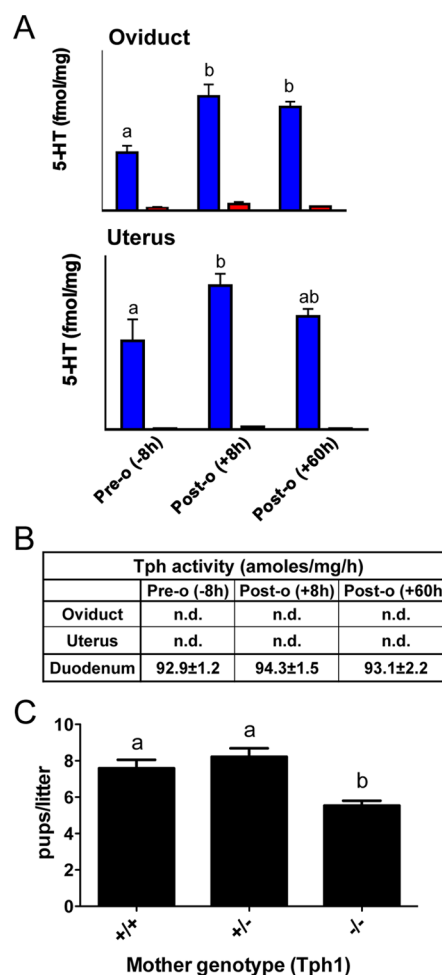 A
Oviduct
5-HT (fmol/mg)
a
b
b
Uterus
5-HT (fmol/mg)
a
b
ab
Pre-o (-8h)
Post-o (+8h)
Post-o (+60h)
B
Tph activity (amoles/mg/h)
Pre-o (-8h) Post-o (+8h) Post-o (+60h
Oviduct n.d. n.d. n.d.
Uterus n.d. n.d. n.d.
Duodenum 92.9±1.2 94.3±1.5 93.1±2.2
C
pups/litter
10
8
6
4
2
0
a
a
b
+/+
+/-
-/-
Mother genotype (Tph1)